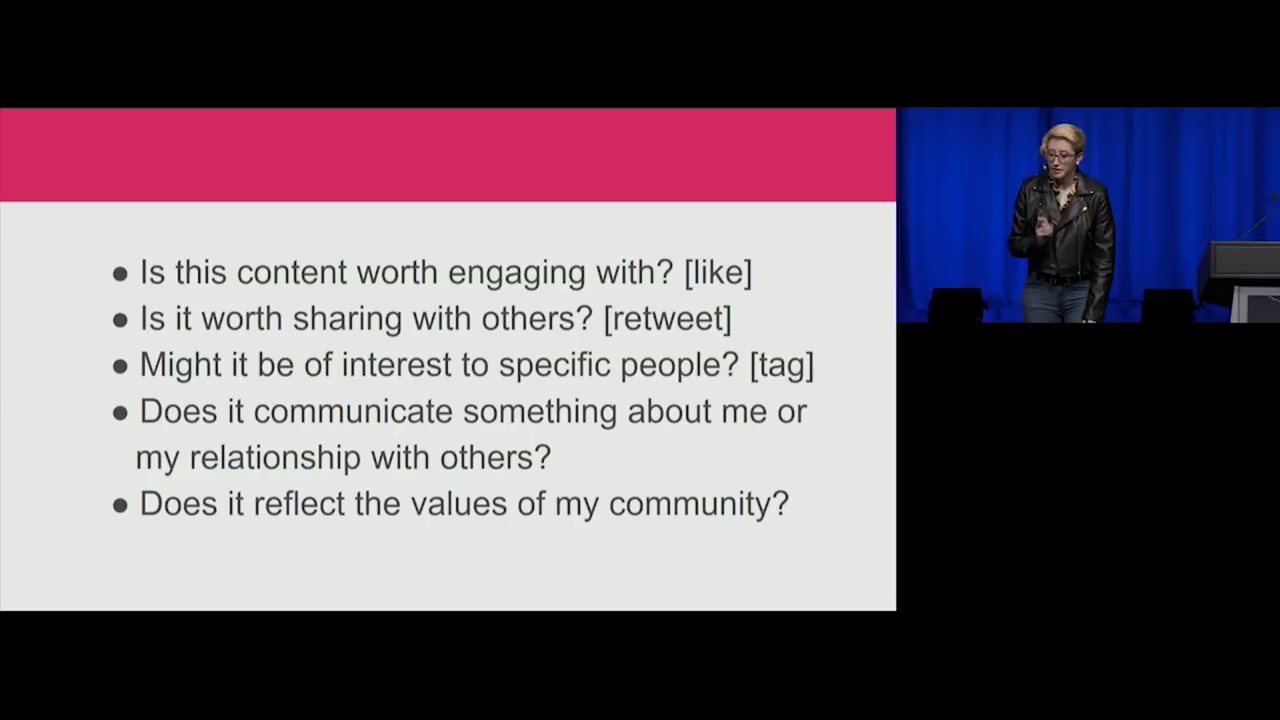 ● Is this content worth engaging with? [like]
● Is it worth sharing with others? [retweet]
● Might it be of interest to specific people? [tag]
● Does it communicate something about me or
my relationship with others?
● Does it reflect the values of my community?